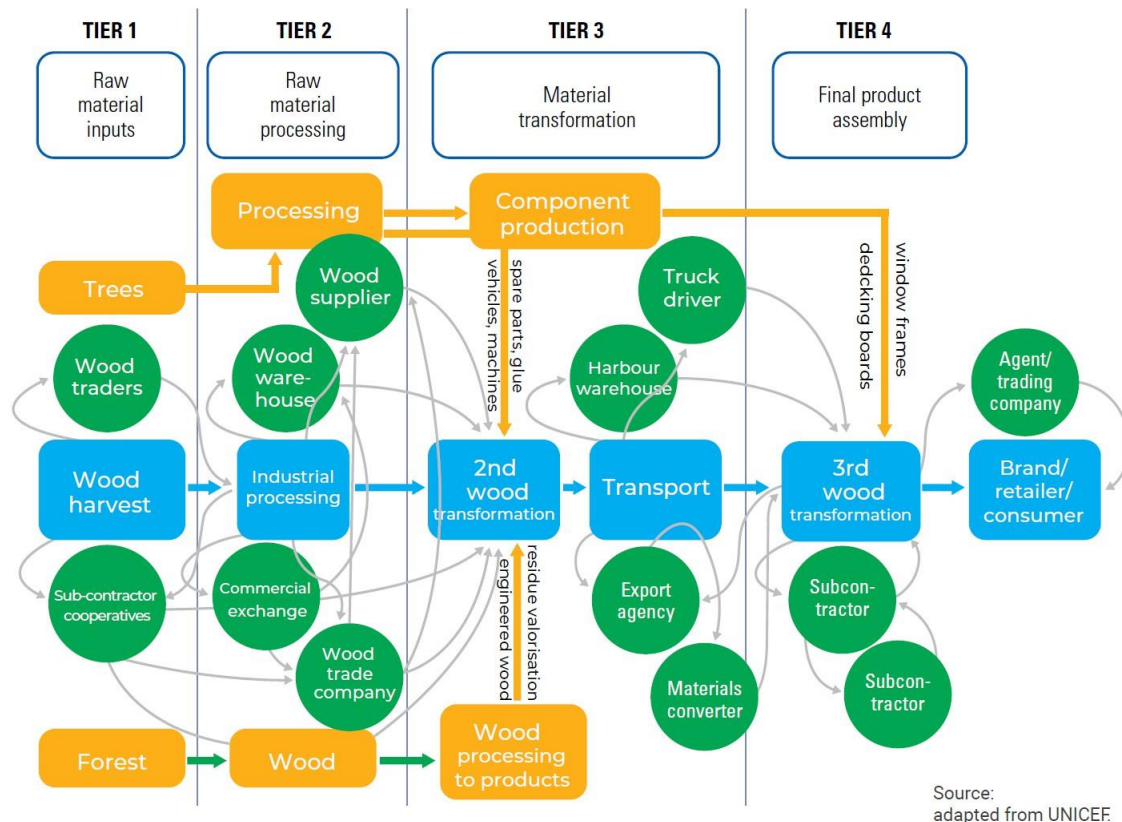 TIER 1
TIER 2
TIER 3
TIER 4
Raw
material
inputs
Raw
material
processing
Material
transformation
Final product
assembly
Processing
Component
production
Trees
Wood
supplier
Truck
driver
spare parts, glue
vehicles, machines
window frames
dedcking boards
Wood
traders
Wood
ware-
house
Harbour
warehouse
Agent/
trading
company
Wood
harvest
Industrial
processing
2nd
wood
transformation
Transport
3rd
wood
transformation
Brand/
retailer/
consumer
Sub-contractor
cooperatives
Commercial
exchange
residue valorisation
engineered wood
Export
agency
Subcon-
tractor
Wood
trade
company
Materials
converter
Subcon-
tractor
Forest
Wood
Wood
processing
to products
Source:
adapted from UNICEF.